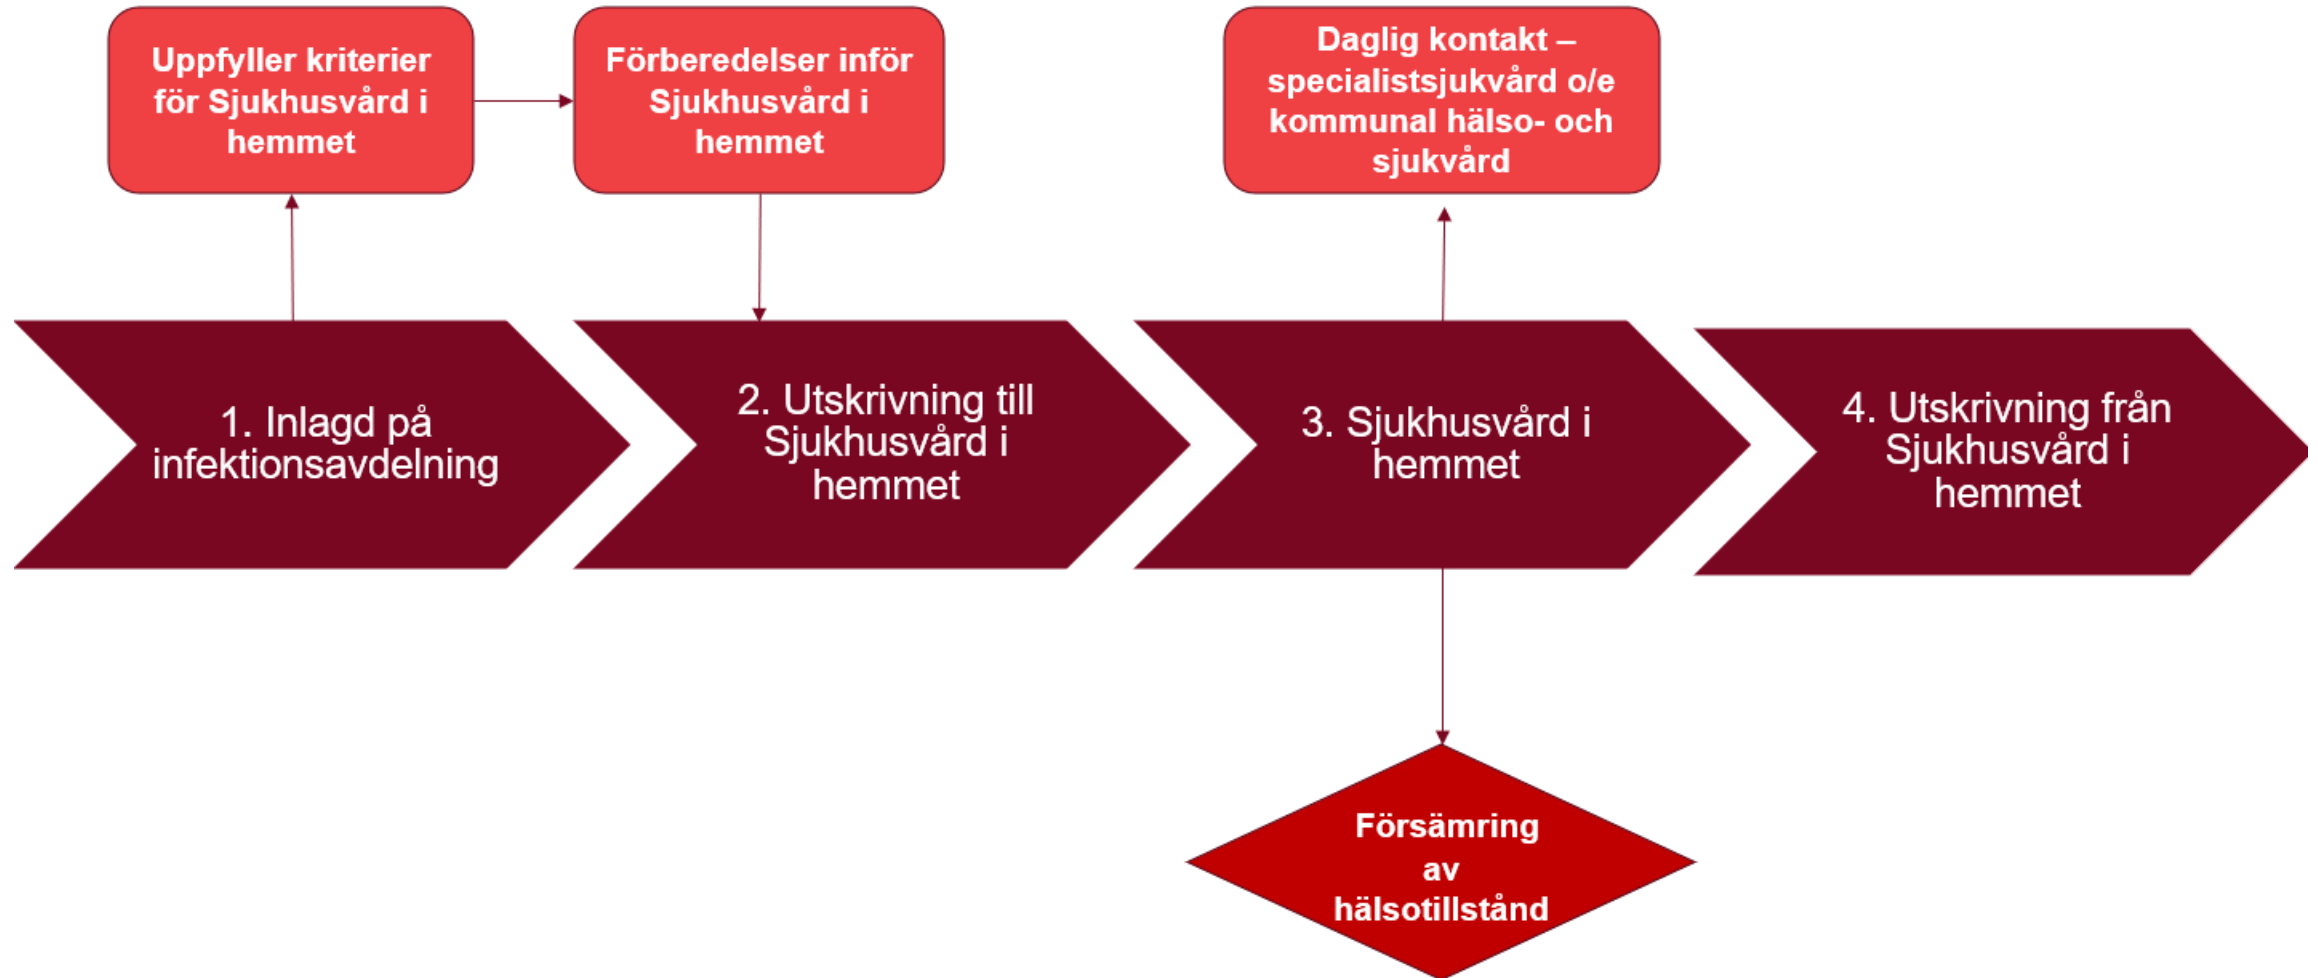 Uppfyller kriterier
för Sjukhusvård i
hemmet
Förberedelser inför
Sjukhusvård i
hemmet
Daglig kontakt –
specialistsjukvård o/e
kommunal hälso- och
sjukvård
1. Inlagd på
infektionsavdelning
2. Utskrivning till
Sjukhusvård i
hemmet
3. Sjukhusvård i
hemmet
4. Utskrivning från
Sjukhusvård i
hemmet
Försämring
av
hälsotillstånd